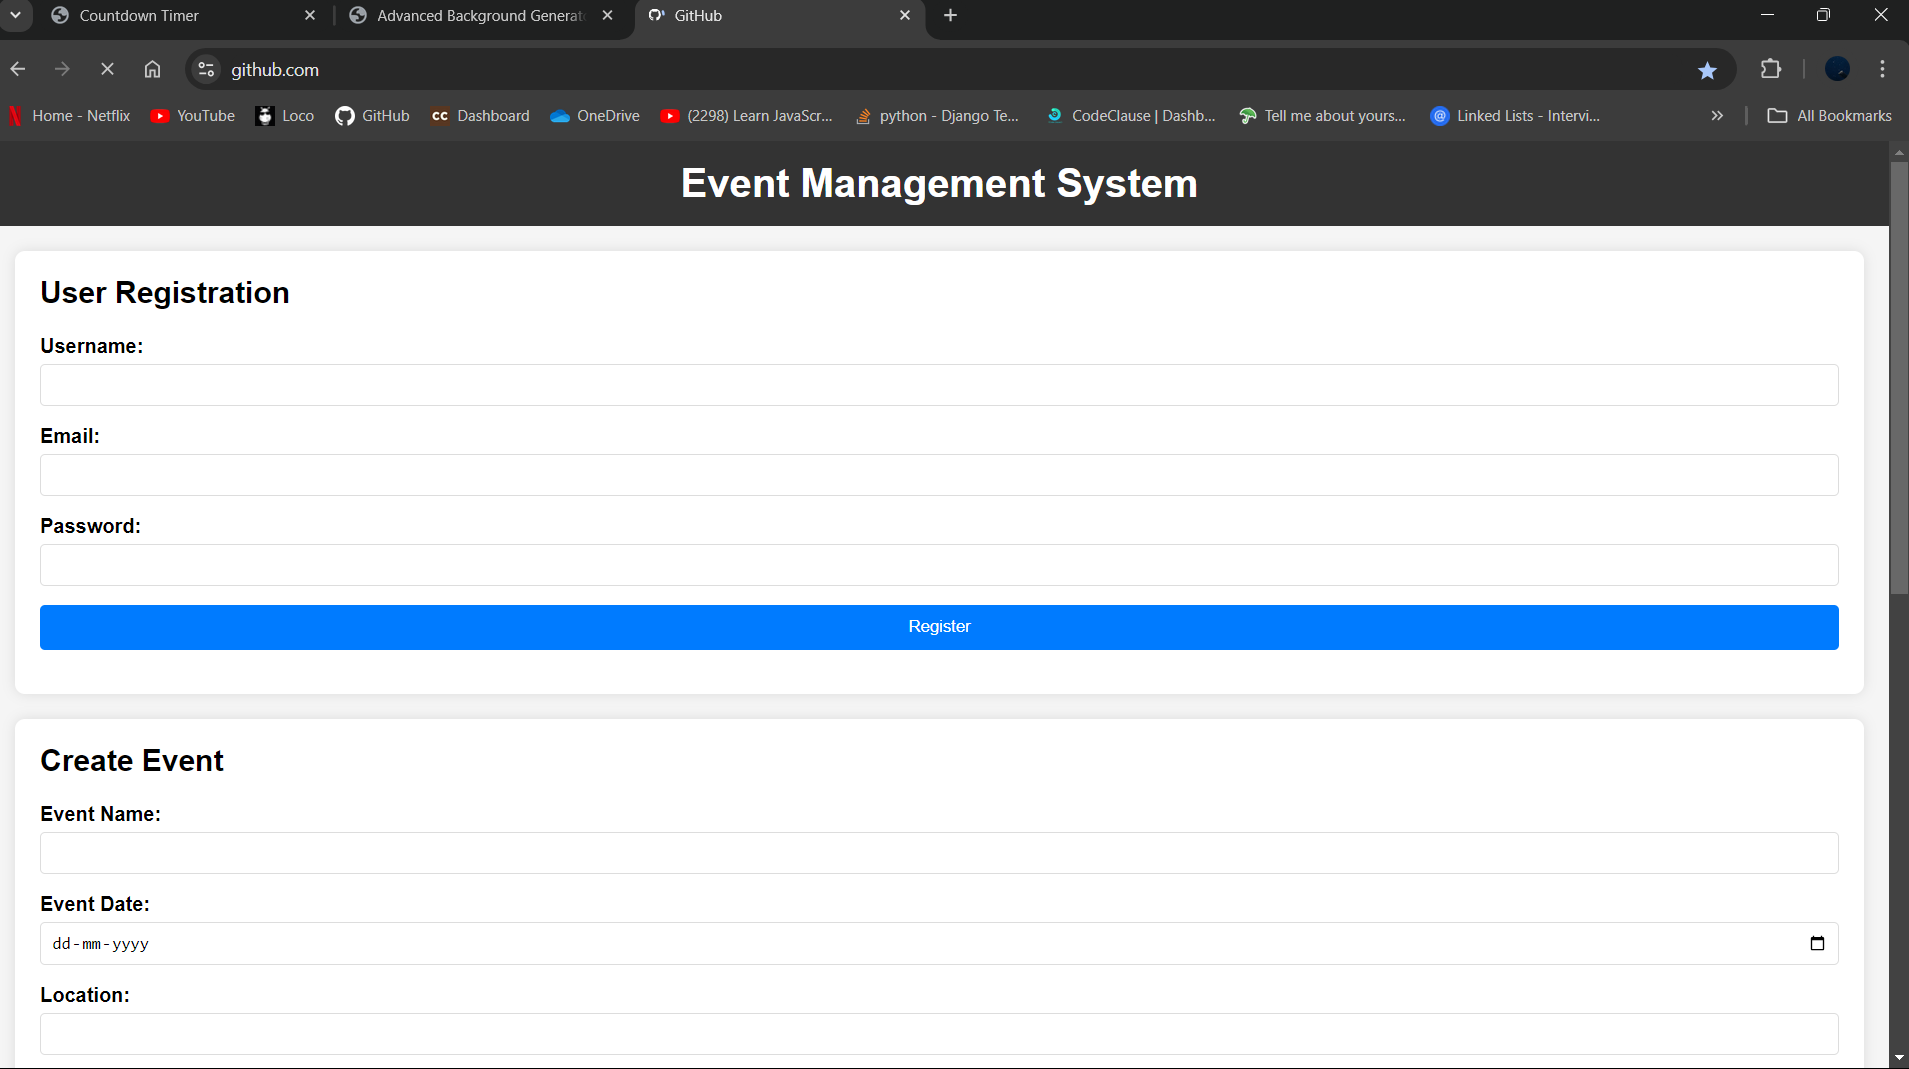 Countdown Timer
Advanced Background Generat
GitHub
github.com
Home - Netflix
YouTube
Loco
GitHub
CC Dashboard
OneDrive
(2298) Learn JavaScr...
python - Django Te...
CodeClause | Dashb...
Tell me about yours...
@ Linked Lists - Intervi...
All Bookmarks
Event Management System
User Registration
Username:
Email:
Password:
Register
Create Event
Event Name:
Event Date:
dd-mm-yyyy
Location: